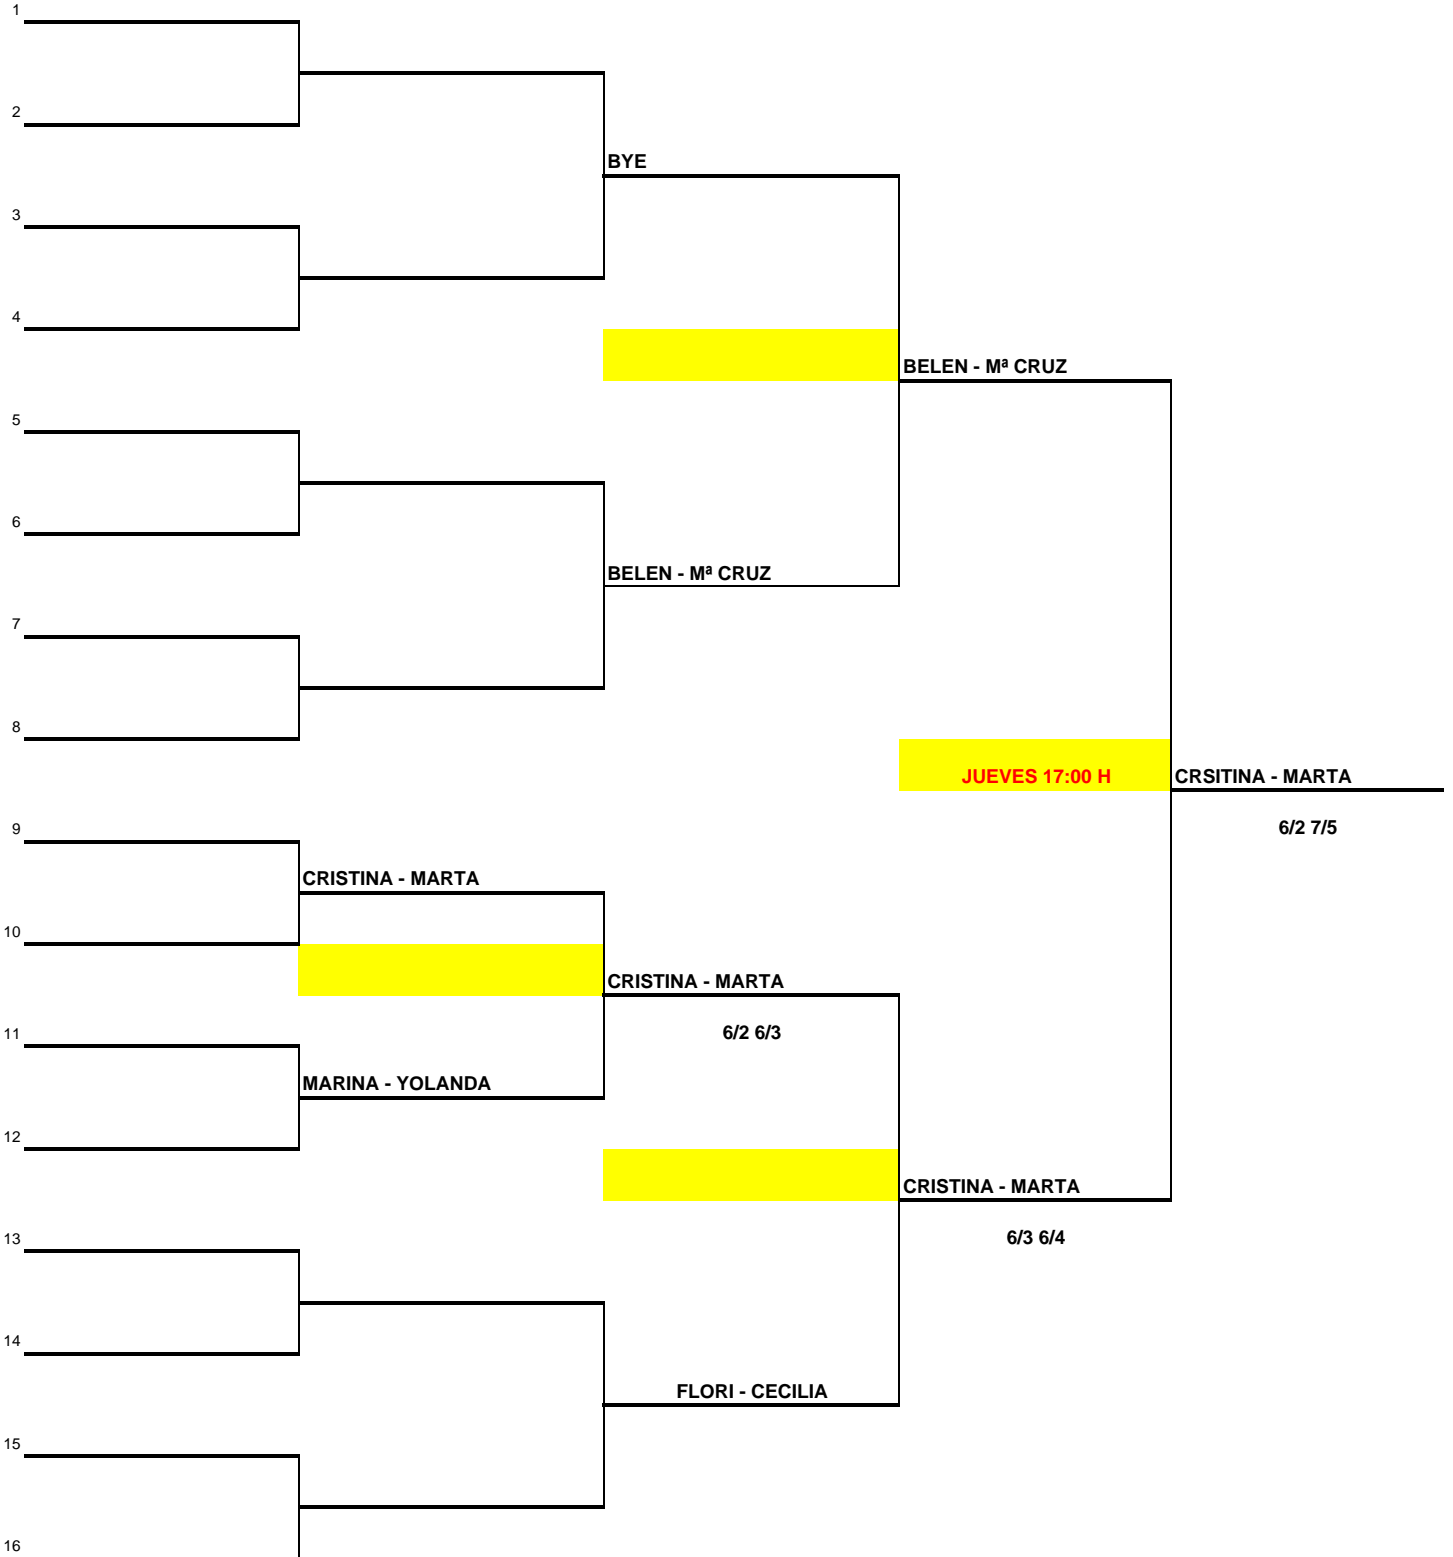 1
2
BYE
3
4
BELEN - Mª CRUZ
5
6
BELEN - Mª CRUZ
7
8
JUEVES 17:00 H
CRSITINA - MARTA
6/2 7/5
9
CRISTINA - MARTA
10
CRISTINA - MARTA
6/2 6/3
11
MARINA - YOLANDA
12
CRISTINA - MARTA
6/3 6/4
13
14
FLORI - CECILIA
15
16